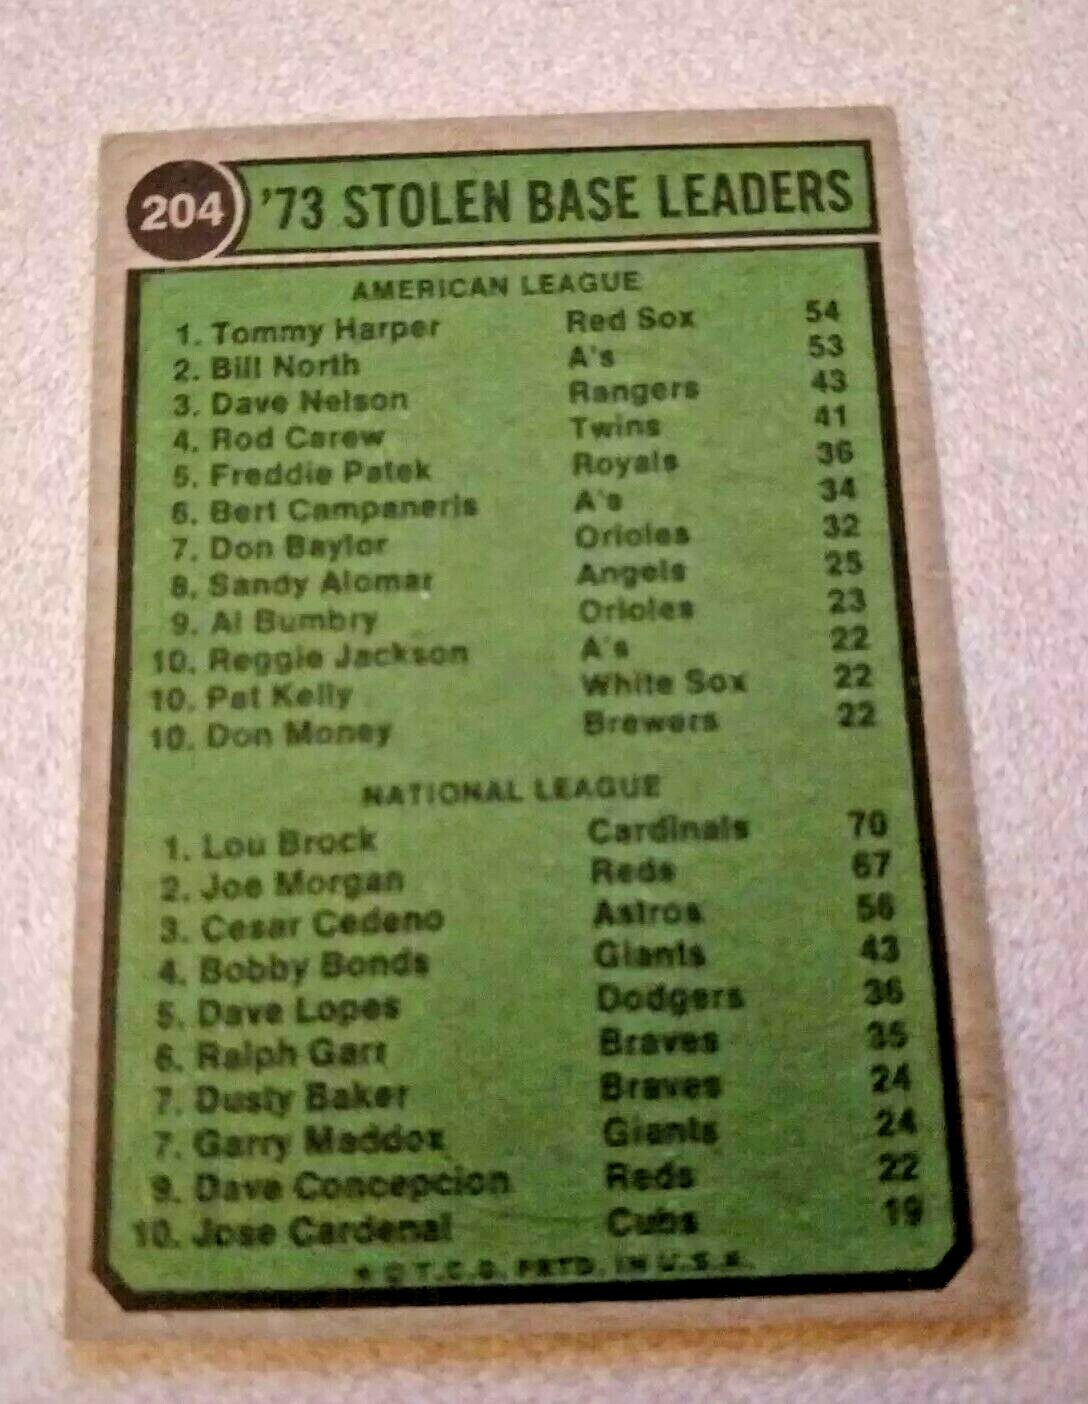 204 '73 STOLEN BASE LEADERS
AMERICAN LEAGUE
1. Tommy Harper Red Sox 54
2. Bill North A's 53
3. Dave Nelson Rangers 43
4. Rod Carew Twins 41
5. Freddie Patek Royals 36
6. Bert Campaneris A's 34
7. Don Baylor Orioles 32
8. Sandy Alomar Angels 25
9. Al Bumbry Orioles 23
10. Reggie Jackson A's 22
10. Pat Kelly White Sox 22
10. Don Money Brewers 22
NATIONAL LEAGUE
1. Lou Brock Cardinals 70
2. Joe Morgan Reds 67
3. Cesar Cedeno Astros 56
4. Bobby Bonds Giants 43
5. Dave Lopes Dodgers 36
6. Ralph Garr Braves 35
7. Dusty Baker Braves 24
7. Garry Maddox Giants 24
9. Dave Concepcion Reds 22
10. Jose Cardenal Cubs 19
© T.C.G. PRTD. IN U.S.A.